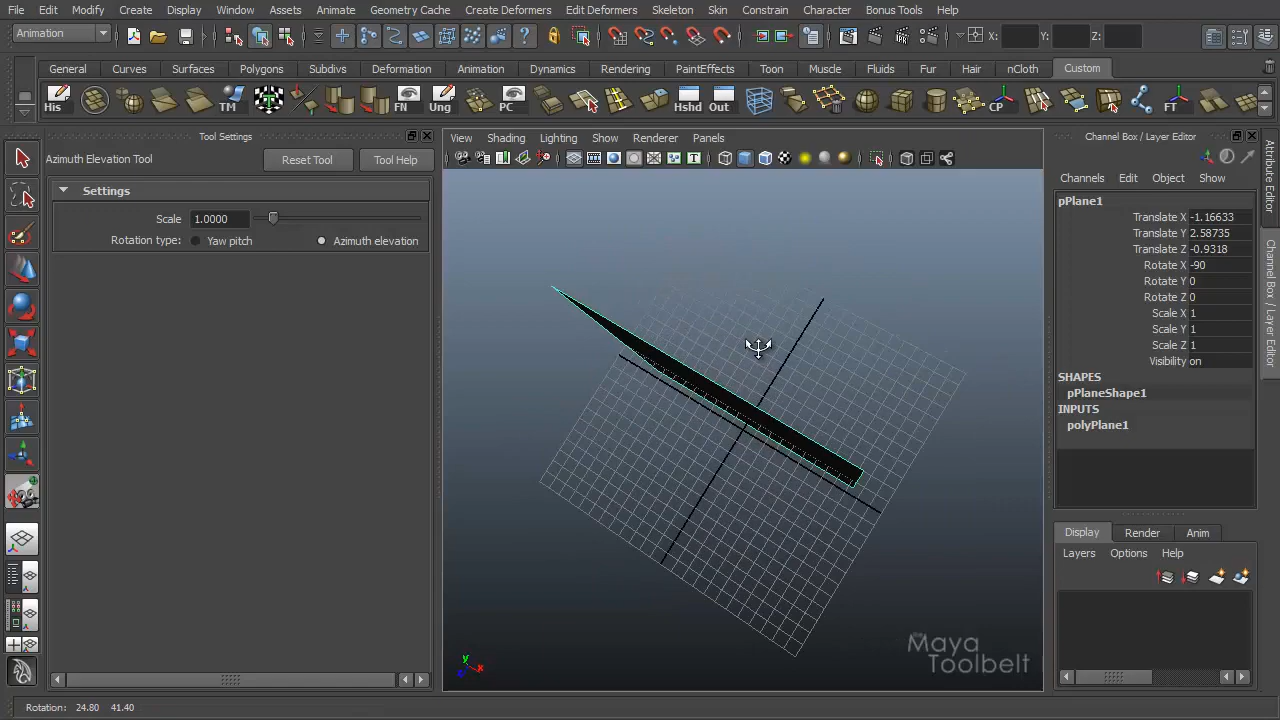 File Edit Modify Create Display Window Assets Animate Geometry Cache Create Deformers Edit Deformers Skeleton Skin Constrain Character Bonus Tools Help
Animation X: Y: Z:
General Curves Surfaces Polygons Subdivs Deformation Animation Dynamics Rendering PaintEffects Toon Muscle Fluids Fur Hair nCloth Custom
His TM FN Ung PC Hshd Out CP FT
Tool Settings
Azimuth Elevation Tool Reset Tool Tool Help
Settings
Scale 1.0000
Rotation type: Yaw pitch Azimuth elevation
View Shading Lighting Show Renderer Panels
y
x
Maya
Toolbelt
Channel Box / Layer Editor
Channels Edit Object Show
pPlane1
Translate X -1.16633
Translate Y 2.58735
Translate Z -0.9318
Rotate X -90
Rotate Y 0
Rotate Z 0
Scale X 1
Scale Y 1
Scale Z 1
Visibility on
SHAPES
pPlaneShape1
INPUTS
polyPlane1
Display Render Anim
Layers Options Help
Attribute Editor
Channel Box / Layer Editor
Rotation: 24.80 41.40